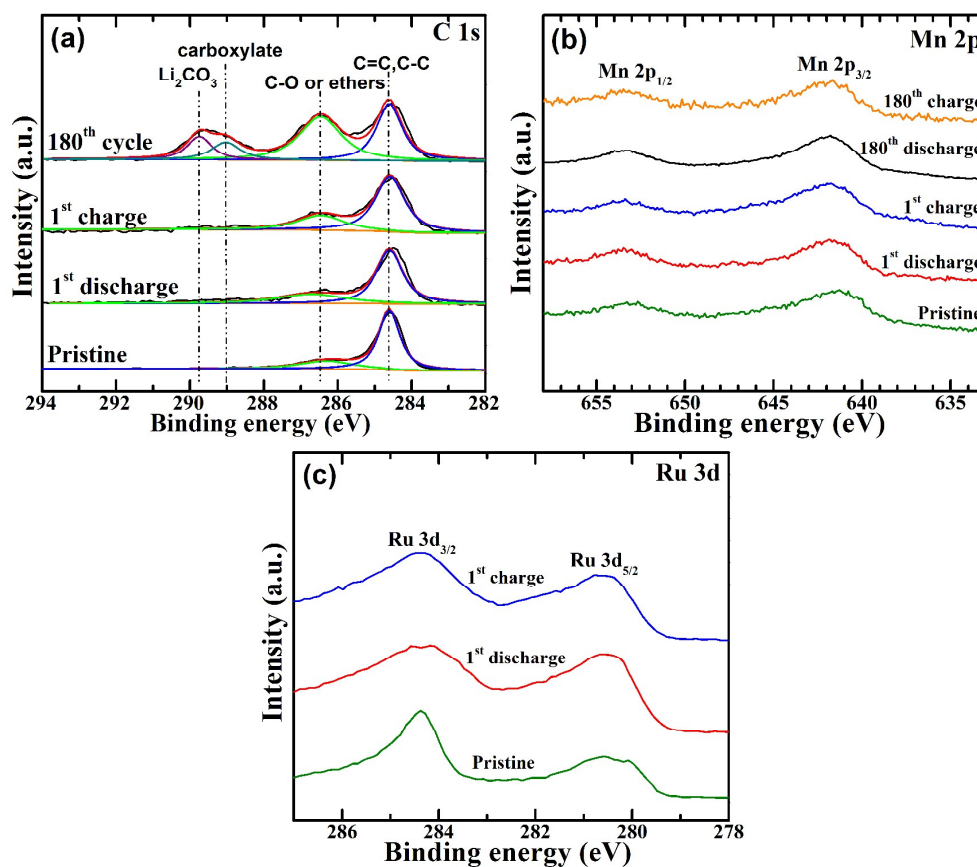 (a)
C 1s
carboxylate
Li₂CO₃
C-O or ethers
C=C,C-C
180ᵗʰ cycle
1ˢᵗ charge
1ˢᵗ discharge
Pristine
Intensity (a.u.)
294 292 290 288 286 284 282
Binding energy (eV)
(b)
Mn 2p
Mn 2p₁/₂
Mn 2p₃/₂
180ᵗʰ charge
180ᵗʰ discharge
1ˢᵗ charge
1ˢᵗ discharge
Pristine
Intensity (a.u.)
655 650 645 640 635
Binding energy (eV)
(c)
Ru 3d
Ru 3d₃/₂
Ru 3d₅/₂
1ˢᵗ charge
1ˢᵗ discharge
Pristine
Intensity (a.u.)
286 284 282 280 278
Binding energy (eV)